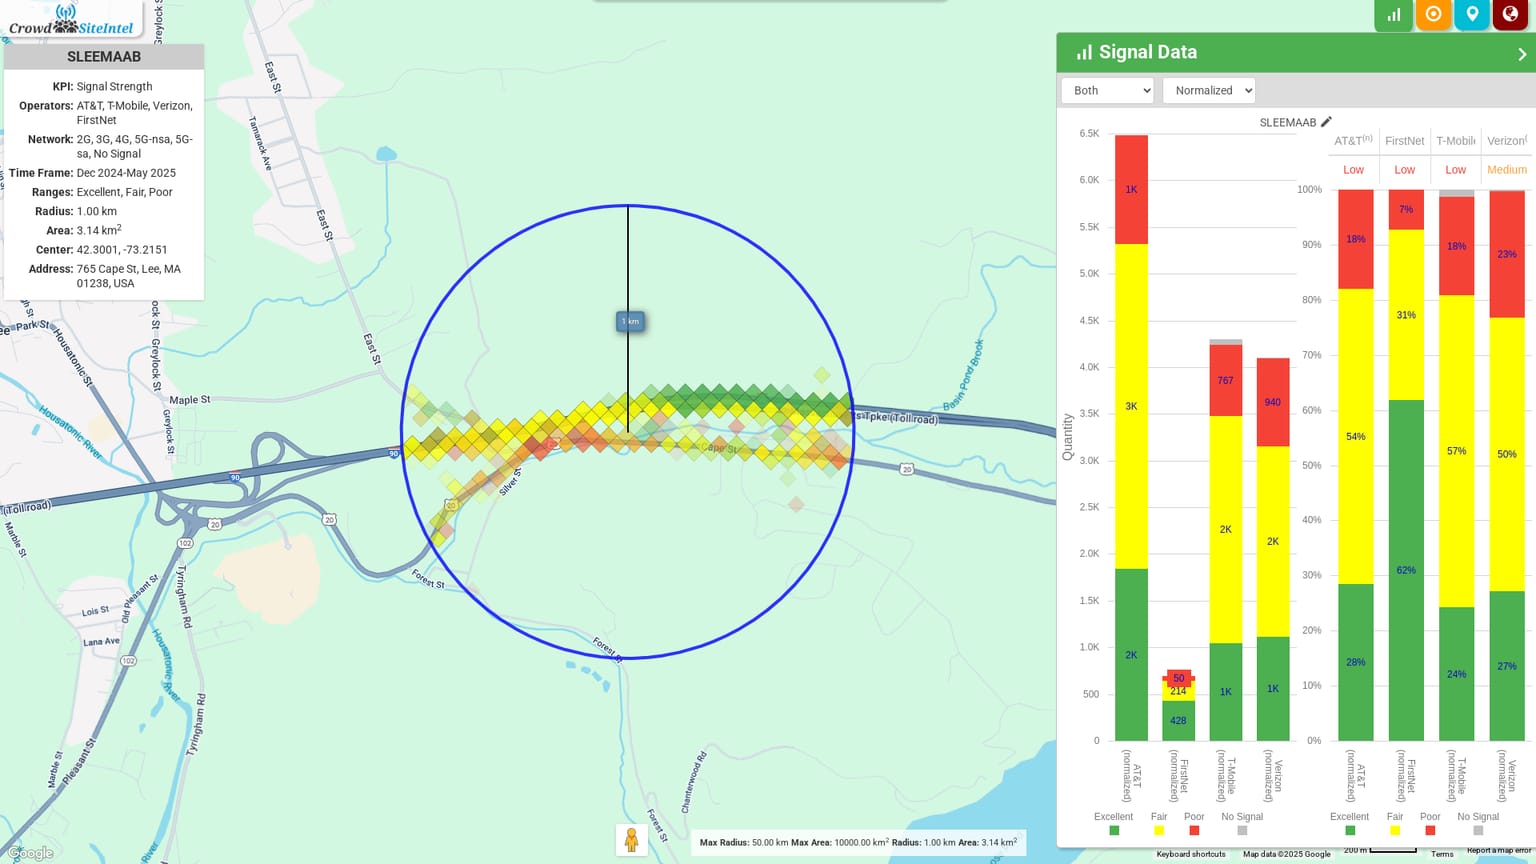 Crowd SiteIntel
SLEEMAAB
KPI: Signal Strength
Operators: AT&T, T-Mobile, Verizon,
FirstNet
Network: 2G, 3G, 4G, 5G-nsa, 5G-
sa, No Signal
Time Frame: Dec 2024-May 2025
Ranges: Excellent, Fair, Poor
Radius: 1.00 km
Area: 3.14 km2
Center: 42.3001, -73.2151
Address: 765 Cape St, Lee, MA
01238, USA
Greylock S
East St
Tamarack Ave
East St
East St
Park St
Housatonic St
ock St
Greylock St
Greylock St
Maple St
Housatonic River
90
90
(Toll road)
20
20
102
Marble St
Tyringham Rd
Old Pleasant St
Lois St
Lana Ave
102
Housatonic River
Tyringham Rd
Marble St
Pleasant St
River
1 km
s Tpke (Toll road)
Basin Pond Brook
Cape St
20
20
Silver St
Forest St
Forest St
Forest St
Chanterwood Rd
Google
Max Radius: 50.00 km Max Area: 10000.00 km2 Radius: 1.00 km Area: 3.14 km2
Signal Data
Both
Normalized
SLEEMAAB
Quantity
6.5K
6.0K
5.5K
5.0K
4.5K
4.0K
3.5K
3.0K
2.5K
2.0K
1.5K
1.0K
500
0
1K
3K
2K
50
214
428
767
2K
1K
940
2K
1K
AT&T (normalized)
FirstNet (normalized)
T-Mobile (normalized)
Verizon (normalized)
Excellent Fair Poor No Signal
AT&T(n) FirstNet T-Mobile Verizon(
Low Low Low Medium
100%
90%
80%
70%
60%
50%
40%
30%
20%
10%
0%
18%
54%
28%
7%
31%
62%
18%
57%
24%
23%
50%
27%
AT&T (normalized)
FirstNet (normalized)
T-Mobile (normalized)
Verizon (normalized)
Excellent Fair Poor No Signal
Keyboard shortcuts Map data ©2025 Google 200 m Terms Report a map error